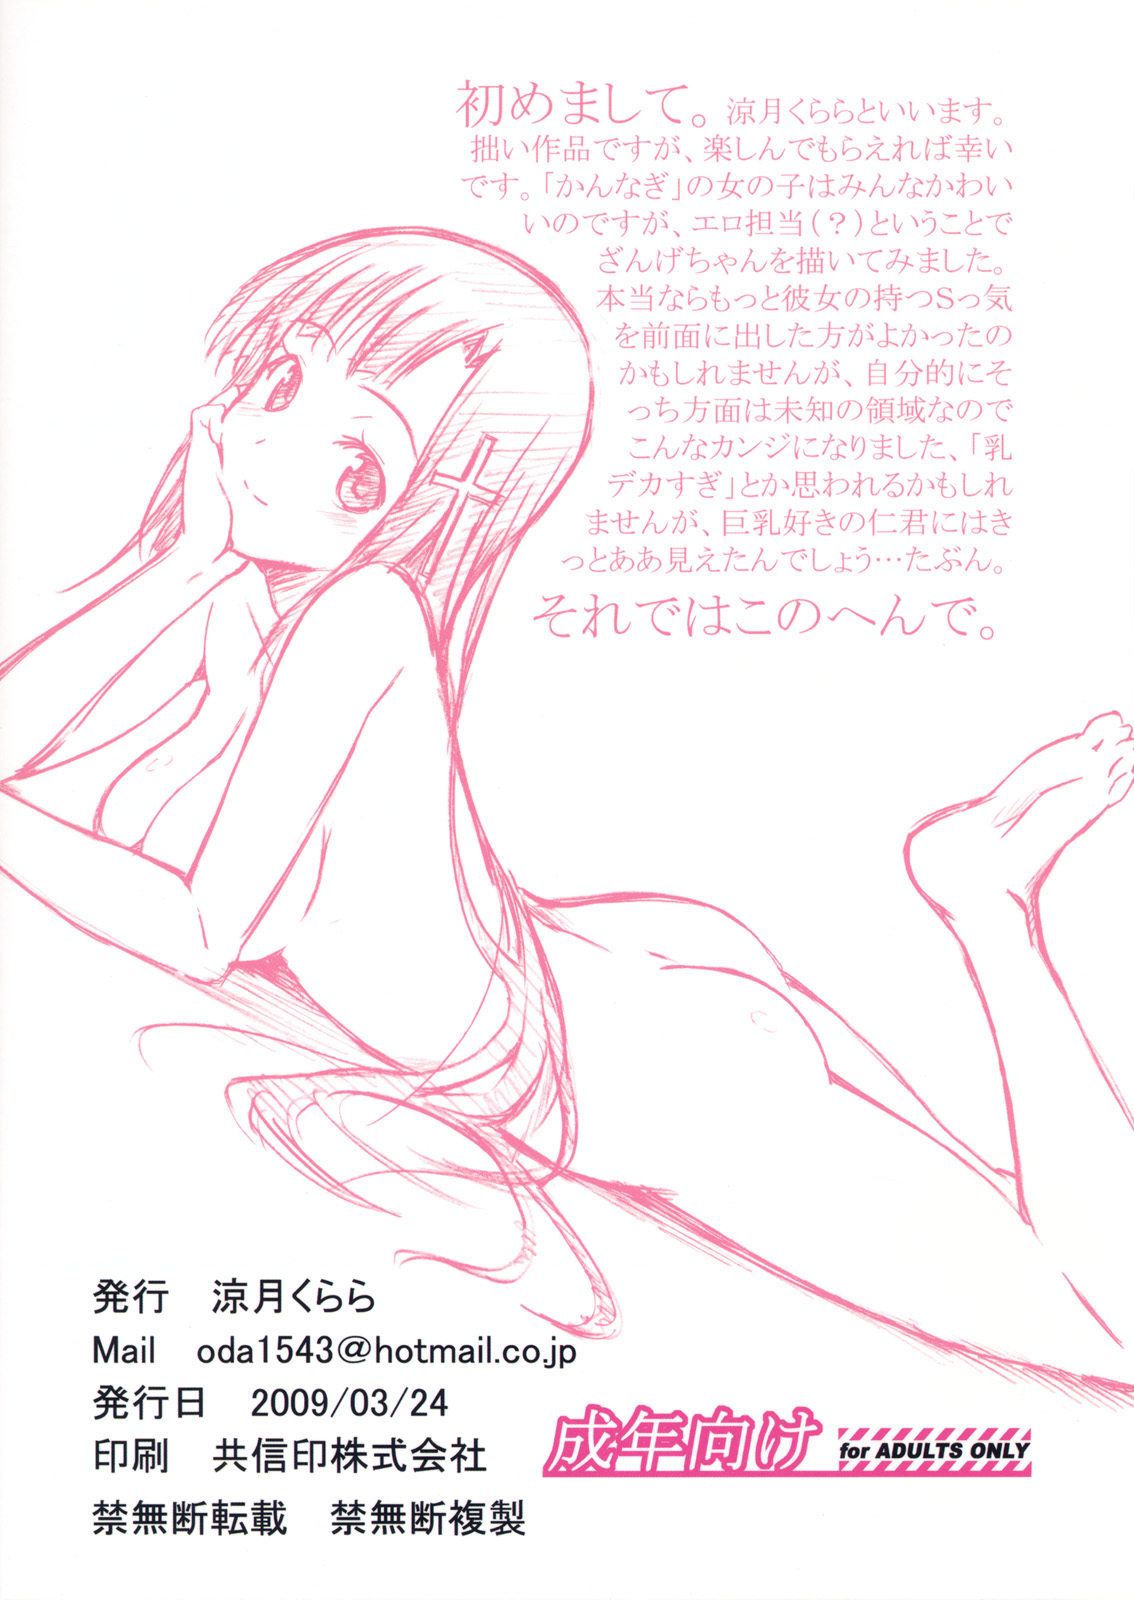 初めまして。涼月くららといいます。
拙い作品ですが、楽しんでもらえれば幸い
です。「かんなぎ」の女の子はみんなかわい
いのですが、エロ担当（？）ということで
ざんげちゃんを描いてみました。
本当ならもっと彼女の持つSっ気
を前面に出した方がよかったの
かもしれませんが、自分的にそ
っち方面は未知の領域なので
こんなカンジになりました、「乳
デカすぎ」とか思われるかもしれ
ませんが、巨乳好きの仁君にはき
っとああ見えたんでしょう…たぶん。
それではこのへんで。
発行　涼月くらら
Mail　oda1543@hotmail.co.jp
発行日　2009/03/24
印刷　共信印株式会社
禁無断転載　禁無断複製
成年向け for ADULTS ONLY